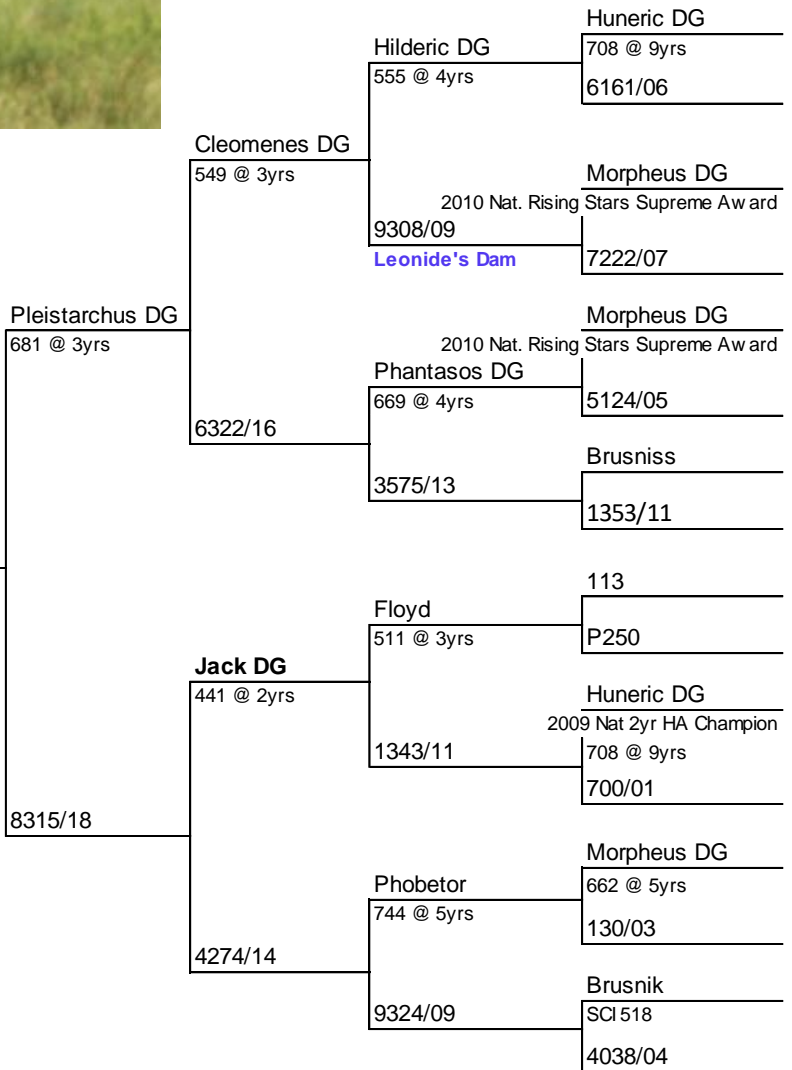 Huneric DG
Hilderic DG
708 @ 9yrs
555 @ 4yrs
6161/06
Cleomenes DG
549 @ 3yrs
Morpheus DG
2010 Nat. Rising Stars Supreme Award
9308/09
Leonide's Dam
7222/07
Pleistarchus DG
681 @ 3yrs
Morpheus DG
2010 Nat. Rising Stars Supreme Award
Phantasos DG
669 @ 4yrs
5124/05
6322/16
Brusniss
3575/13
1353/11
113
Floyd
511 @ 3yrs
P250
Jack DG
441 @ 2yrs
Huneric DG
2009 Nat 2yr HA Champion
1343/11
708 @ 9yrs
700/01
8315/18
Morpheus DG
Phobetor
662 @ 5yrs
744 @ 5yrs
130/03
4274/14
Brusnik
9324/09
SCI 518
4038/04